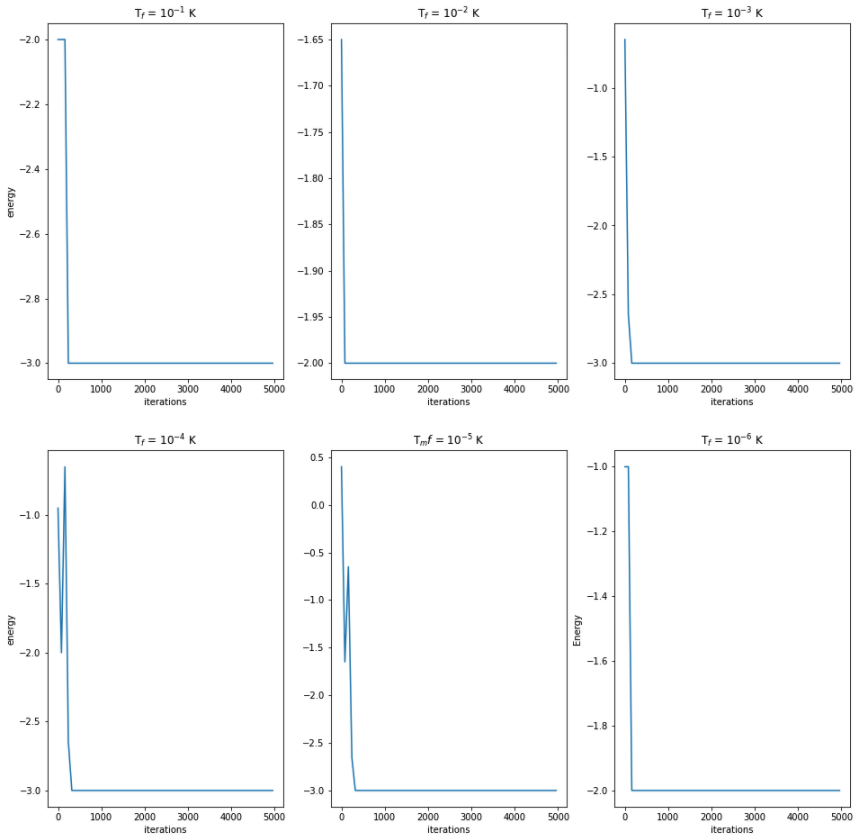 T_f = 10^-1 K
−2.0
−2.2
−2.4
−2.6
−2.8
−3.0
energy
0 1000 2000 3000 4000 5000
iterations
T_f = 10^-2 K
−1.65
−1.70
−1.75
−1.80
−1.85
−1.90
−1.95
−2.00
0 1000 2000 3000 4000 5000
iterations
T_f = 10^-3 K
−1.0
−1.5
−2.0
−2.5
−3.0
0 1000 2000 3000 4000 5000
iterations
T_f = 10^-4 K
−1.0
−1.5
−2.0
−2.5
−3.0
energy
0 1000 2000 3000 4000 5000
iterations
T_mf = 10^-5 K
0.5
0.0
−0.5
−1.0
−1.5
−2.0
−2.5
−3.0
0 1000 2000 3000 4000 5000
iterations
T_f = 10^-6 K
−1.0
−1.2
−1.4
−1.6
−1.8
−2.0
Energy
0 1000 2000 3000 4000 5000
iterations